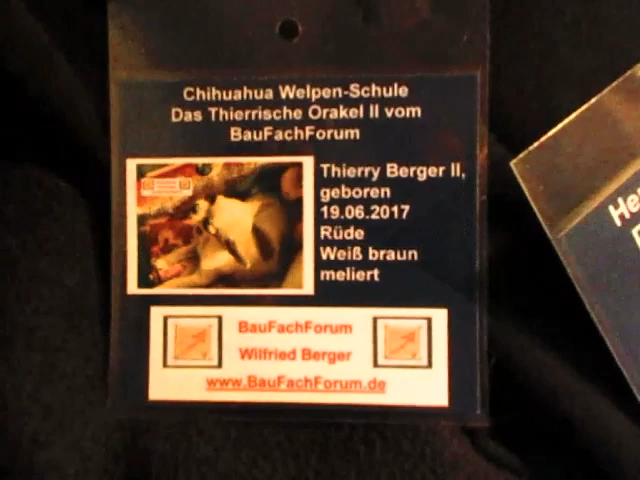 Chihuahua Welpen-Schule
Das Thierrische Orakel II vom
BauFachForum
Thierry Berger II,
geboren
19.06.2017
Rüde
Weiß braun
meliert
BauFachForum
Wilfried Berger
www.BauFachForum.de